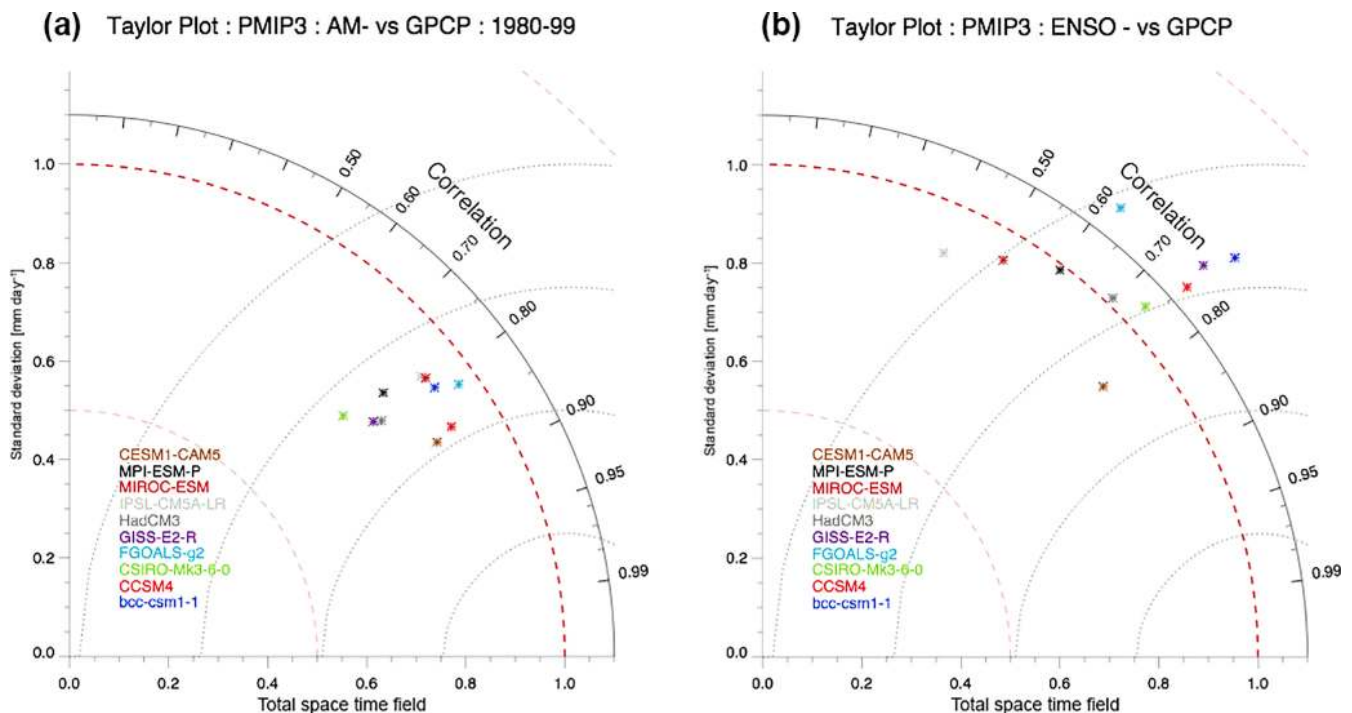 (a) Taylor Plot : PMIP3 : AM- vs GPCP : 1980-99
Standard deviation [mm day⁻¹]
1.0
0.8
0.6
0.4
0.2
0.0
0.50
0.60
0.70
0.80
0.90
0.95
0.99
Correlation
CESM1-CAM5
MPI-ESM-P
MIROC-ESM
IPSL-CM5A-LR
HadCM3
GISS-E2-R
FGOALS-g2
CSIRO-Mk3-6-0
CCSM4
bcc-csm1-1
0.0 0.2 0.4 0.6 0.8 1.0
Total space time field
(b) Taylor Plot : PMIP3 : ENSO - vs GPCP
Standard deviation [mm day⁻¹]
1.0
0.8
0.6
0.4
0.2
0.0
0.50
0.60
0.70
0.80
0.90
0.95
0.99
Correlation
CESM1-CAM5
MPI-ESM-P
MIROC-ESM
IPSL-CM5A-LR
HadCM3
GISS-E2-R
FGOALS-g2
CSIRO-Mk3-6-0
CCSM4
bcc-csm1-1
0.0 0.2 0.4 0.6 0.8 1.0
Total space time field